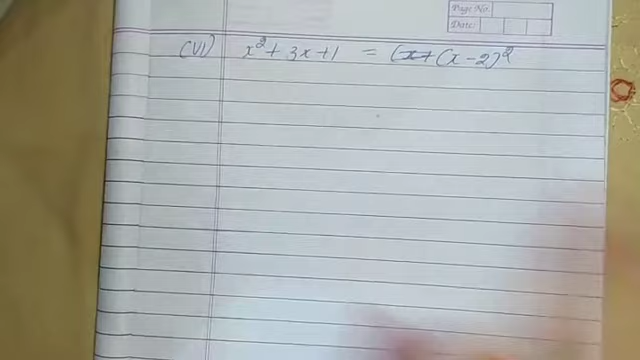 Page No.
Date:
(VI) x² + 3x + 1 = (x - 2)²